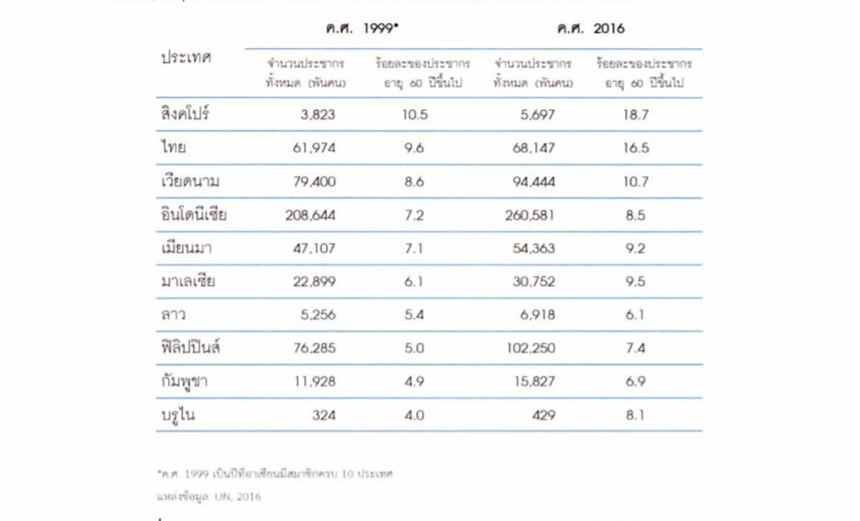 ค.ศ. 1999* ค.ศ. 2016
ประเทศ
จำนวนประชากร ร้อยละของประชากร จำนวนประชากร ร้อยละของประชากร
ทั้งหมด (พันคน) อายุ 60 ปีขึ้นไป ทั้งหมด (พันคน) อายุ 60 ปีขึ้นไป
สิงคโปร์ 3,823 10.5 5,697 18.7
ไทย 61,974 9.6 68,147 16.5
เวียดนาม 79,400 8.6 94,444 10.7
อินโดนีเซีย 208,644 7.2 260,581 8.5
เมียนมา 47,107 7.1 54,363 9.2
มาเลเซีย 22,899 6.1 30,752 9.5
ลาว 5,256 5.4 6,918 6.1
ฟิลิปปินส์ 76,285 5.0 102,250 7.4
กัมพูชา 11,928 4.9 15,827 6.9
บรูไน 324 4.0 429 8.1
*ค.ศ. 1999 เป็นปีที่อาเซียนมีสมาชิกครบ 10 ประเทศ
แหล่งข้อมูล: UN, 2016